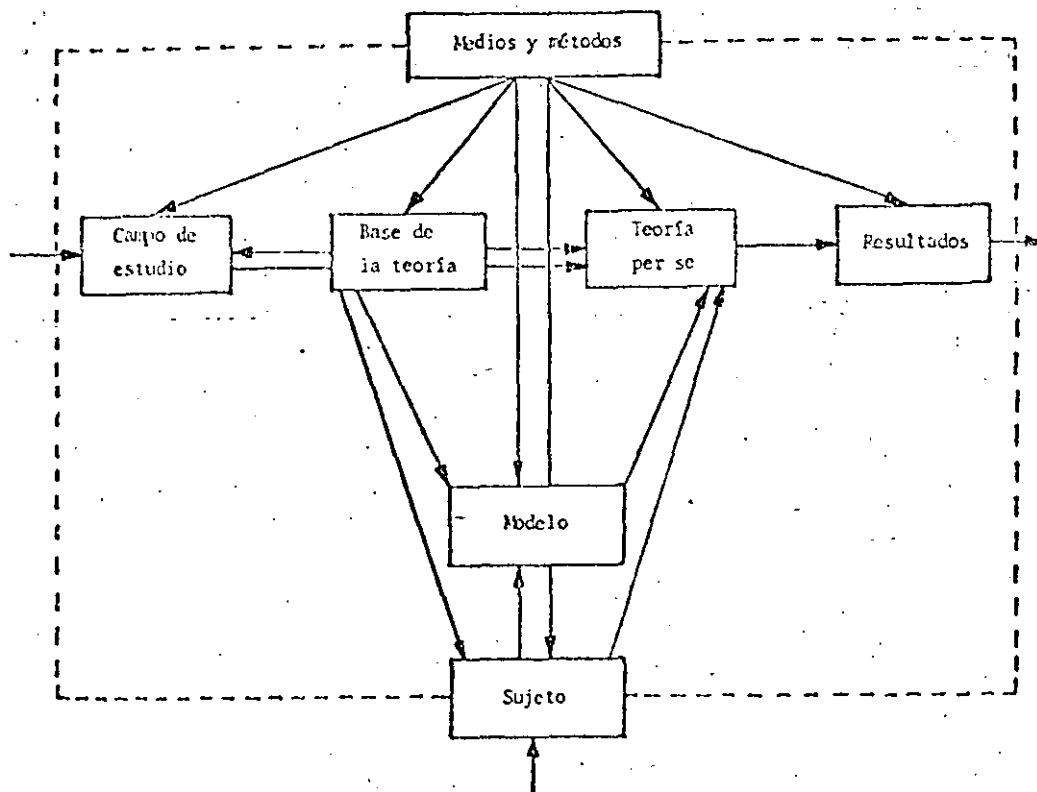 Medios y métodos
Campo de
estudio
Base de
la teoría
Teoría
per se
Resultados
Modelo
Sujeto